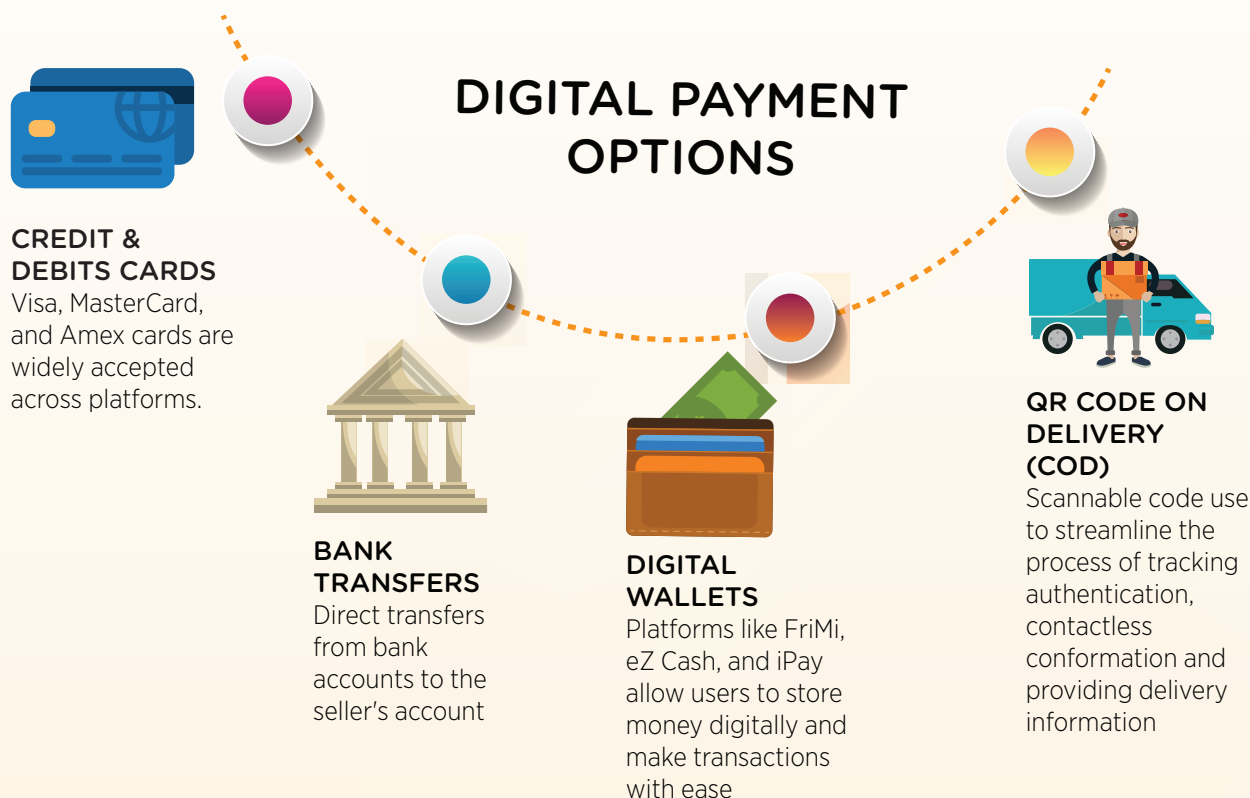 DIGITAL PAYMENT
OPTIONS
CREDIT &
DEBITS CARDS
Visa, MasterCard,
and Amex cards are
widely accepted
across platforms.
BANK
TRANSFERS
Direct transfers
from bank
accounts to the
seller's account
DIGITAL
WALLETS
Platforms like FriMi,
eZ Cash, and iPay
allow users to store
money digitally and
make transactions
with ease
QR CODE ON
DELIVERY
(COD)
Scannable code use
to streamline the
process of tracking
authentication,
contactless
conformation and
providing delivery
information